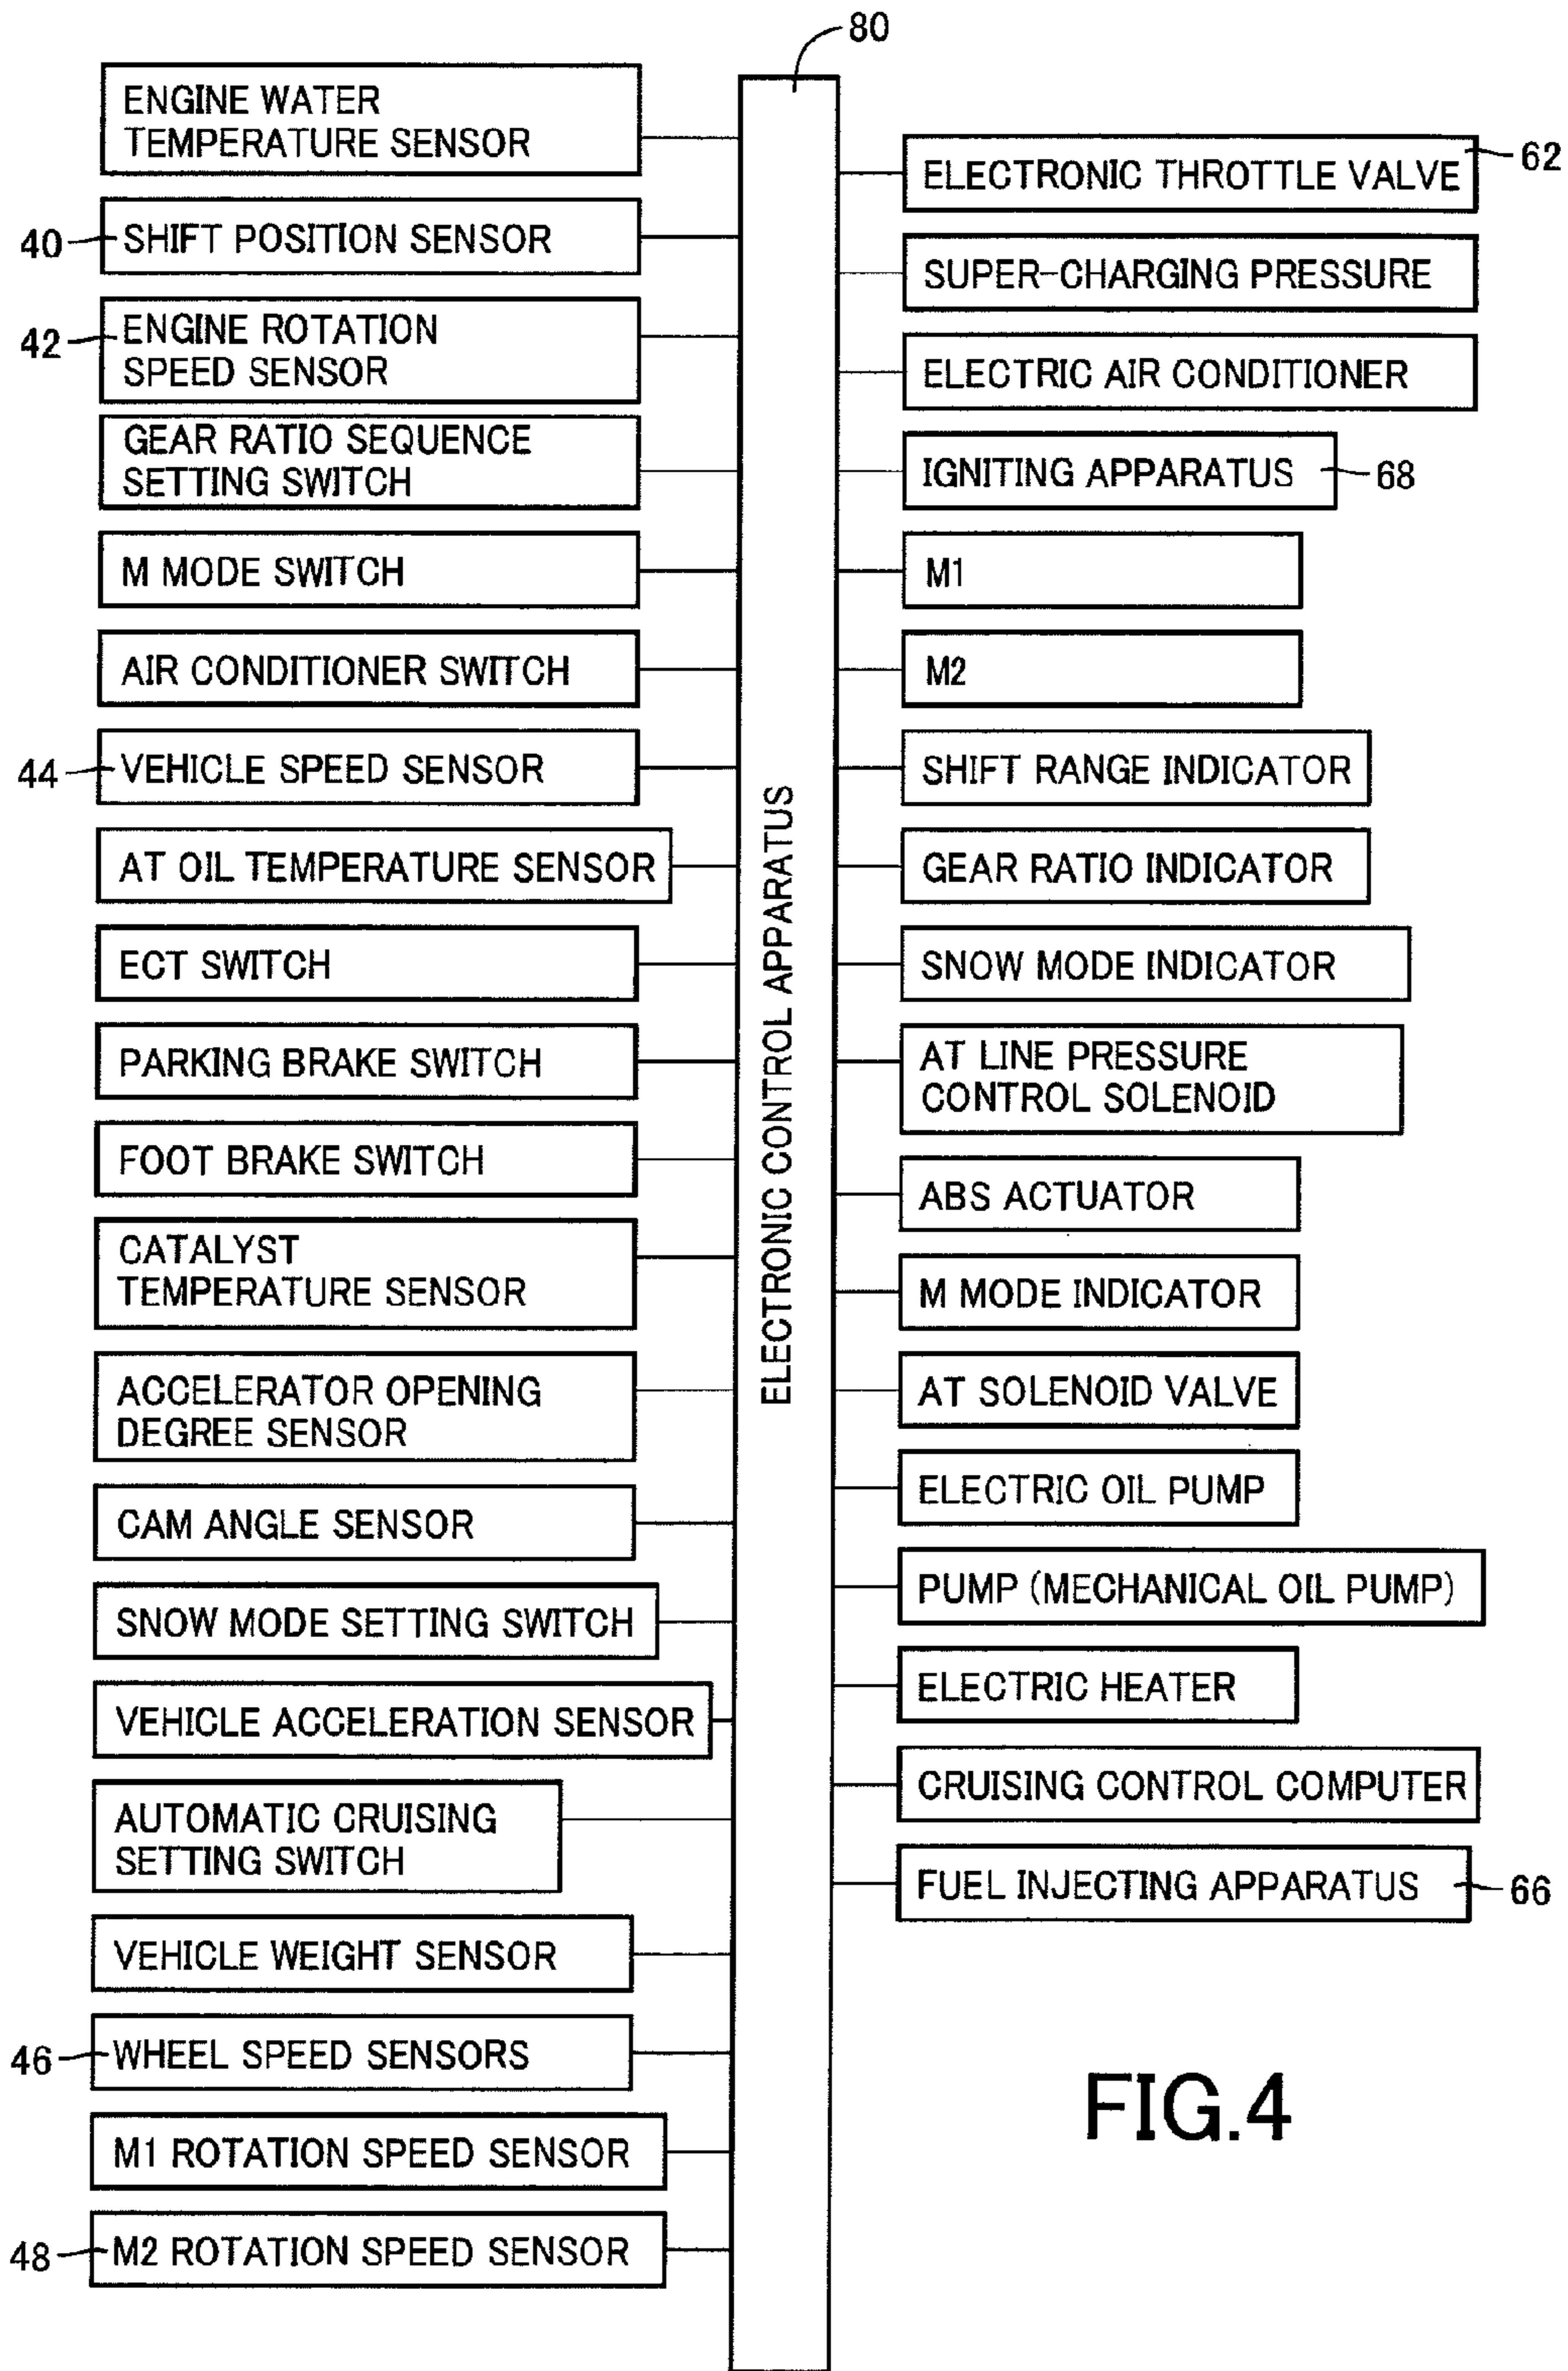 80
ENGINE WATER
TEMPERATURE SENSOR
40
SHIFT POSITION SENSOR
42
ENGINE ROTATION
SPEED SENSOR
GEAR RATIO SEQUENCE
SETTING SWITCH
M MODE SWITCH
AIR CONDITIONER SWITCH
44
VEHICLE SPEED SENSOR
AT OIL TEMPERATURE SENSOR
ECT SWITCH
PARKING BRAKE SWITCH
FOOT BRAKE SWITCH
CATALYST
TEMPERATURE SENSOR
ACCELERATOR OPENING
DEGREE SENSOR
CAM ANGLE SENSOR
SNOW MODE SETTING SWITCH
VEHICLE ACCELERATION SENSOR
AUTOMATIC CRUISING
SETTING SWITCH
VEHICLE WEIGHT SENSOR
46
WHEEL SPEED SENSORS
M1 ROTATION SPEED SENSOR
48
M2 ROTATION SPEED SENSOR
ELECTRONIC CONTROL APPARATUS
ELECTRONIC THROTTLE VALVE
62
SUPER-CHARGING PRESSURE
ELECTRIC AIR CONDITIONER
IGNITING APPARATUS
68
M1
M2
SHIFT RANGE INDICATOR
GEAR RATIO INDICATOR
SNOW MODE INDICATOR
AT LINE PRESSURE
CONTROL SOLENOID
ABS ACTUATOR
M MODE INDICATOR
AT SOLENOID VALVE
ELECTRIC OIL PUMP
PUMP (MECHANICAL OIL PUMP)
ELECTRIC HEATER
CRUISING CONTROL COMPUTER
FUEL INJECTING APPARATUS
66
FIG.4